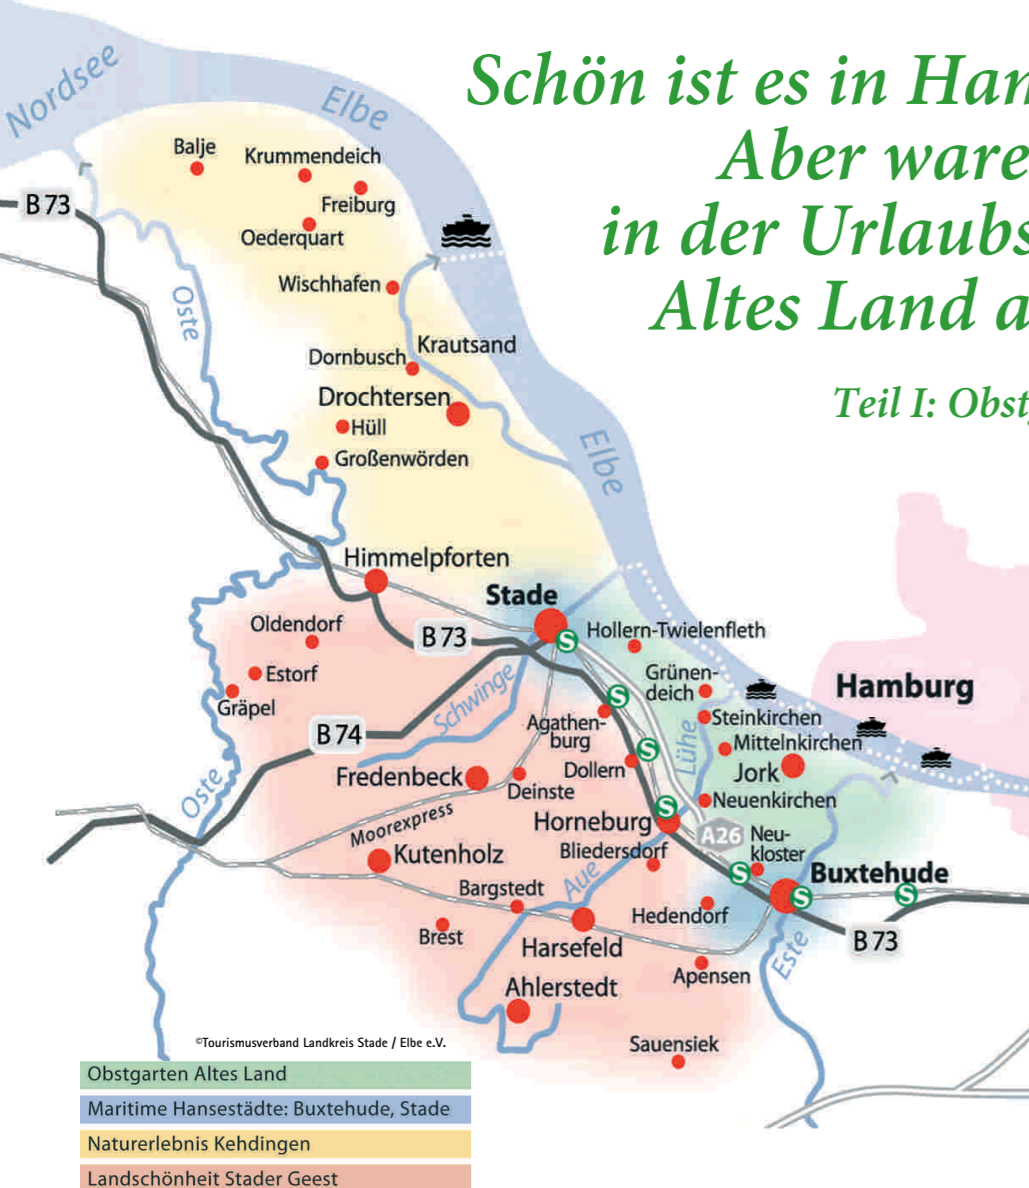 Schön ist es in Ham
Aber ware
in der Urlaubs
Altes Land a
Teil I: Obst
Nordsee
Elbe
Balje
Krummendeich
Freiburg
B 73
Oederquart
Wischhafen
Oste
Krautsand
Dornbusch
Drochtersen
Hüll
Großenwörden
Elbe
Himmelpforten
Stade
S
Hollern-Twielenfleth
Oldendorf
B 73
Estorf
Grünen-
deich
Gräpel
Schwinge
S
Hamburg
Steinkirchen
Agathen-
burg
B 74
Lühe
Mittelnkirchen
S
Dollern
Jork
Fredenbeck
Deinste
Oste
Neuenkirchen
Moorexpress
S
Horneburg
A26
Neu-
kloster
Kutenholz
Bliedersdorf
S
Buxtehude
S
S
Aue
Bargstedt
Hedendorf
Brest
Harsefeld
B 73
Este
Apensen
Ahlerstedt
Sauensiek
©Tourismusverband Landkreis Stade / Elbe e.V.
Obstgarten Altes Land
Maritime Hansestädte: Buxtehude, Stade
Naturerlebnis Kehdingen
Landschönheit Stader Geest